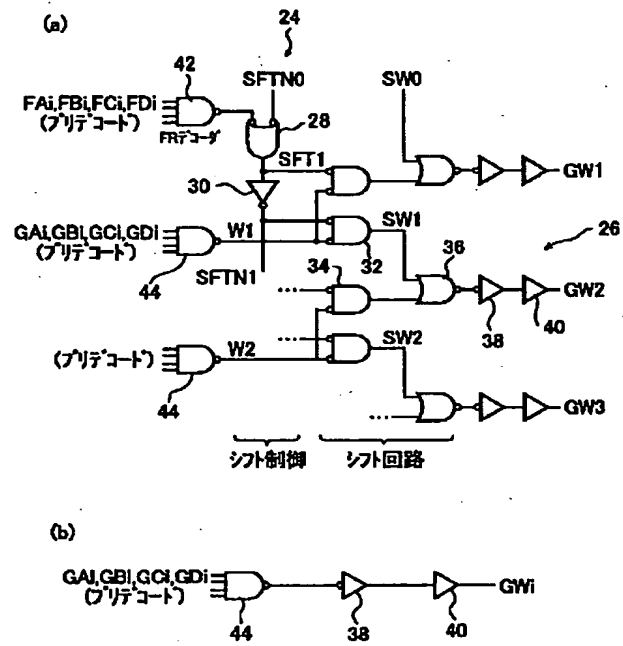 (a)
24
42
SFTN0
SW0
FAi,FBi,FCi,FDi
(プリデコード)
FRデコーダ
28
SFT1
GW1
30
GAi,GBi,GCi,GDi
(プリデコード)
W1
SW1
26
44
SFTN1
34
32
36
GW2
38
40
(プリデコード)
W2
SW2
44
GW3
シフト制御
シフト回路
(b)
GAi,GBi,GCi,GDi
(プリデコード)
GWi
44
38
40